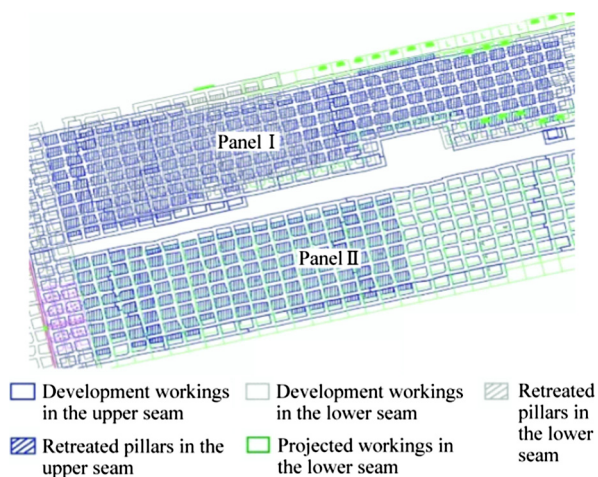 Panel Ⅰ
Panel Ⅱ
Development workings
in the upper seam
Development workings
in the lower seam
Retreated
pillars in
the lower
seam
Retreated pillars in the
upper seam
Projected workings in
the lower seam